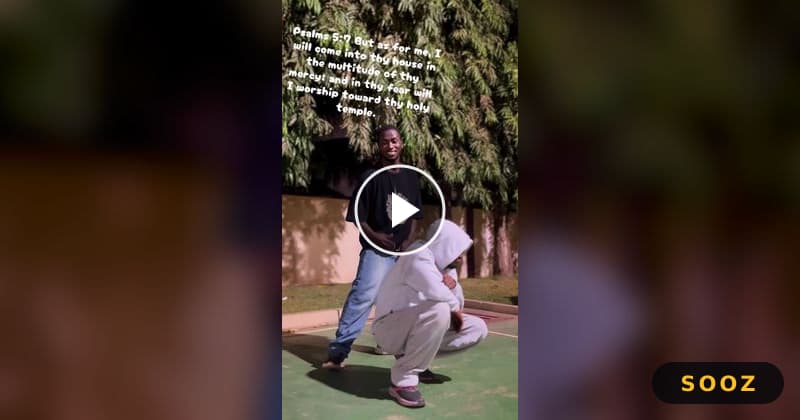 Psalms 5:7 But as for me, I
will come into thy house in
the multitude of thy
mercy: and in thy fear will
I worship toward thy holy
temple.
SOOZ